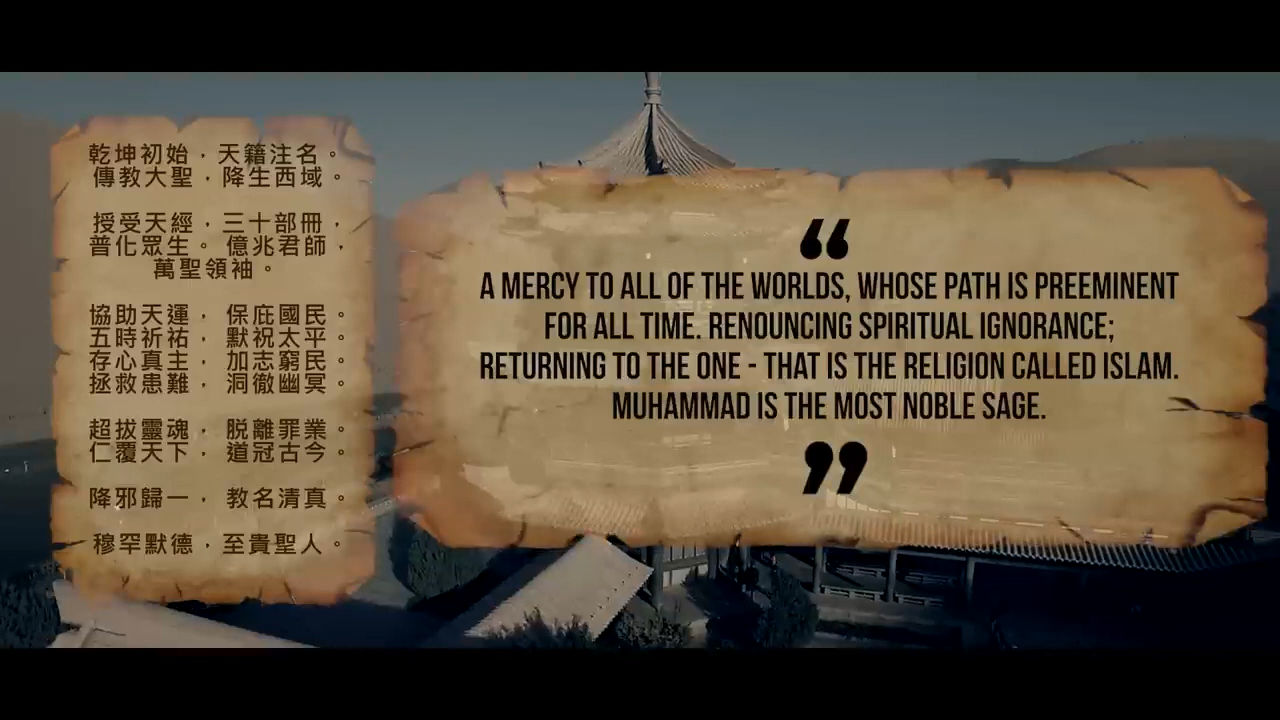 乾坤初始，天籍注名。
傳教大聖，降生西域。
授受天經，三十部冊，
普化眾生。 億兆君師，
萬聖領袖。
協助天運， 保庇國民。
五時祈祐， 默祝太平。
存心真主， 加志窮民。
拯救患難， 洞徹幽冥。
超拔靈魂， 脱離罪業。
仁覆天下， 道冠古今。
降邪歸一， 教名清真。
穆罕默德，至貴聖人。
“
A MERCY TO ALL OF THE WORLDS, WHOSE PATH IS PREEMINENT
FOR ALL TIME. RENOUNCING SPIRITUAL IGNORANCE;
RETURNING TO THE ONE - THAT IS THE RELIGION CALLED ISLAM.
MUHAMMAD IS THE MOST NOBLE SAGE.
”